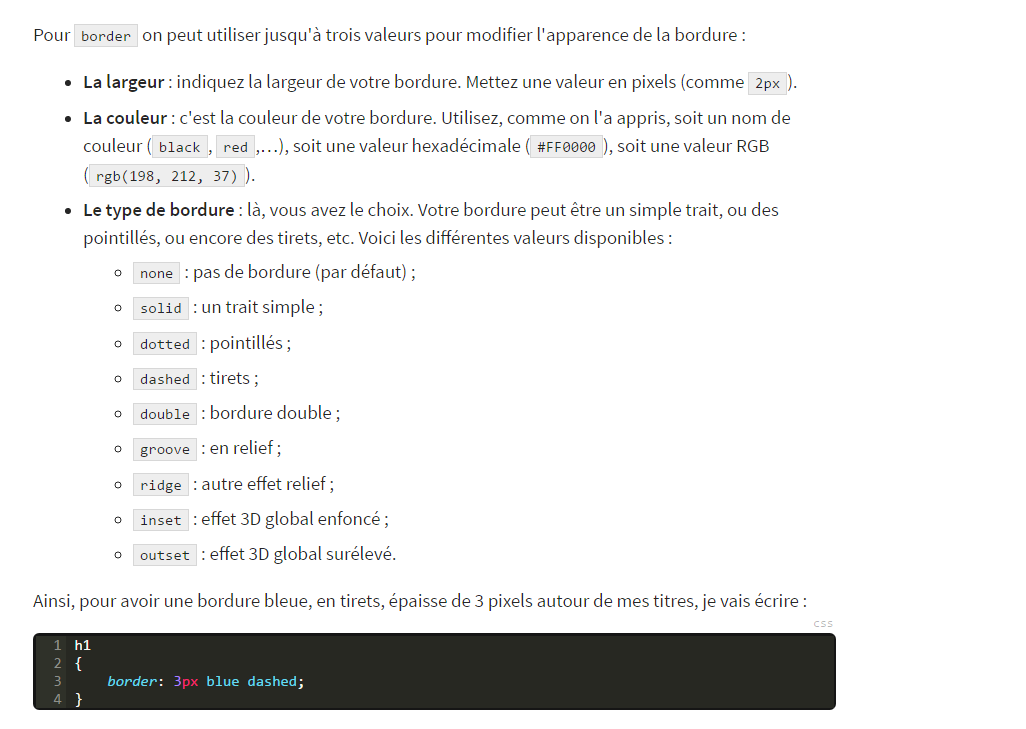 Pour border on peut utiliser jusqu'à trois valeurs pour modifier l'apparence de la bordure :
• La largeur : indiquez la largeur de votre bordure. Mettez une valeur en pixels (comme 2px ).
• La couleur : c'est la couleur de votre bordure. Utilisez, comme on l'a appris, soit un nom de
couleur ( black , red ,…), soit une valeur hexadécimale ( #FF0000 ), soit une valeur RGB
( rgb(198, 212, 37) ).
• Le type de bordure : là, vous avez le choix. Votre bordure peut être un simple trait, ou des
pointillés, ou encore des tirets, etc. Voici les différentes valeurs disponibles :
◦ none : pas de bordure (par défaut) ;
◦ solid : un trait simple ;
◦ dotted : pointillés ;
◦ dashed : tirets ;
◦ double : bordure double ;
◦ groove : en relief ;
◦ ridge : autre effet relief ;
◦ inset : effet 3D global enfoncé ;
◦ outset : effet 3D global surélevé.
Ainsi, pour avoir une bordure bleue, en tirets, épaisse de 3 pixels autour de mes titres, je vais écrire :
css
1 h1
2 {
3 border: 3px blue dashed;
4 }